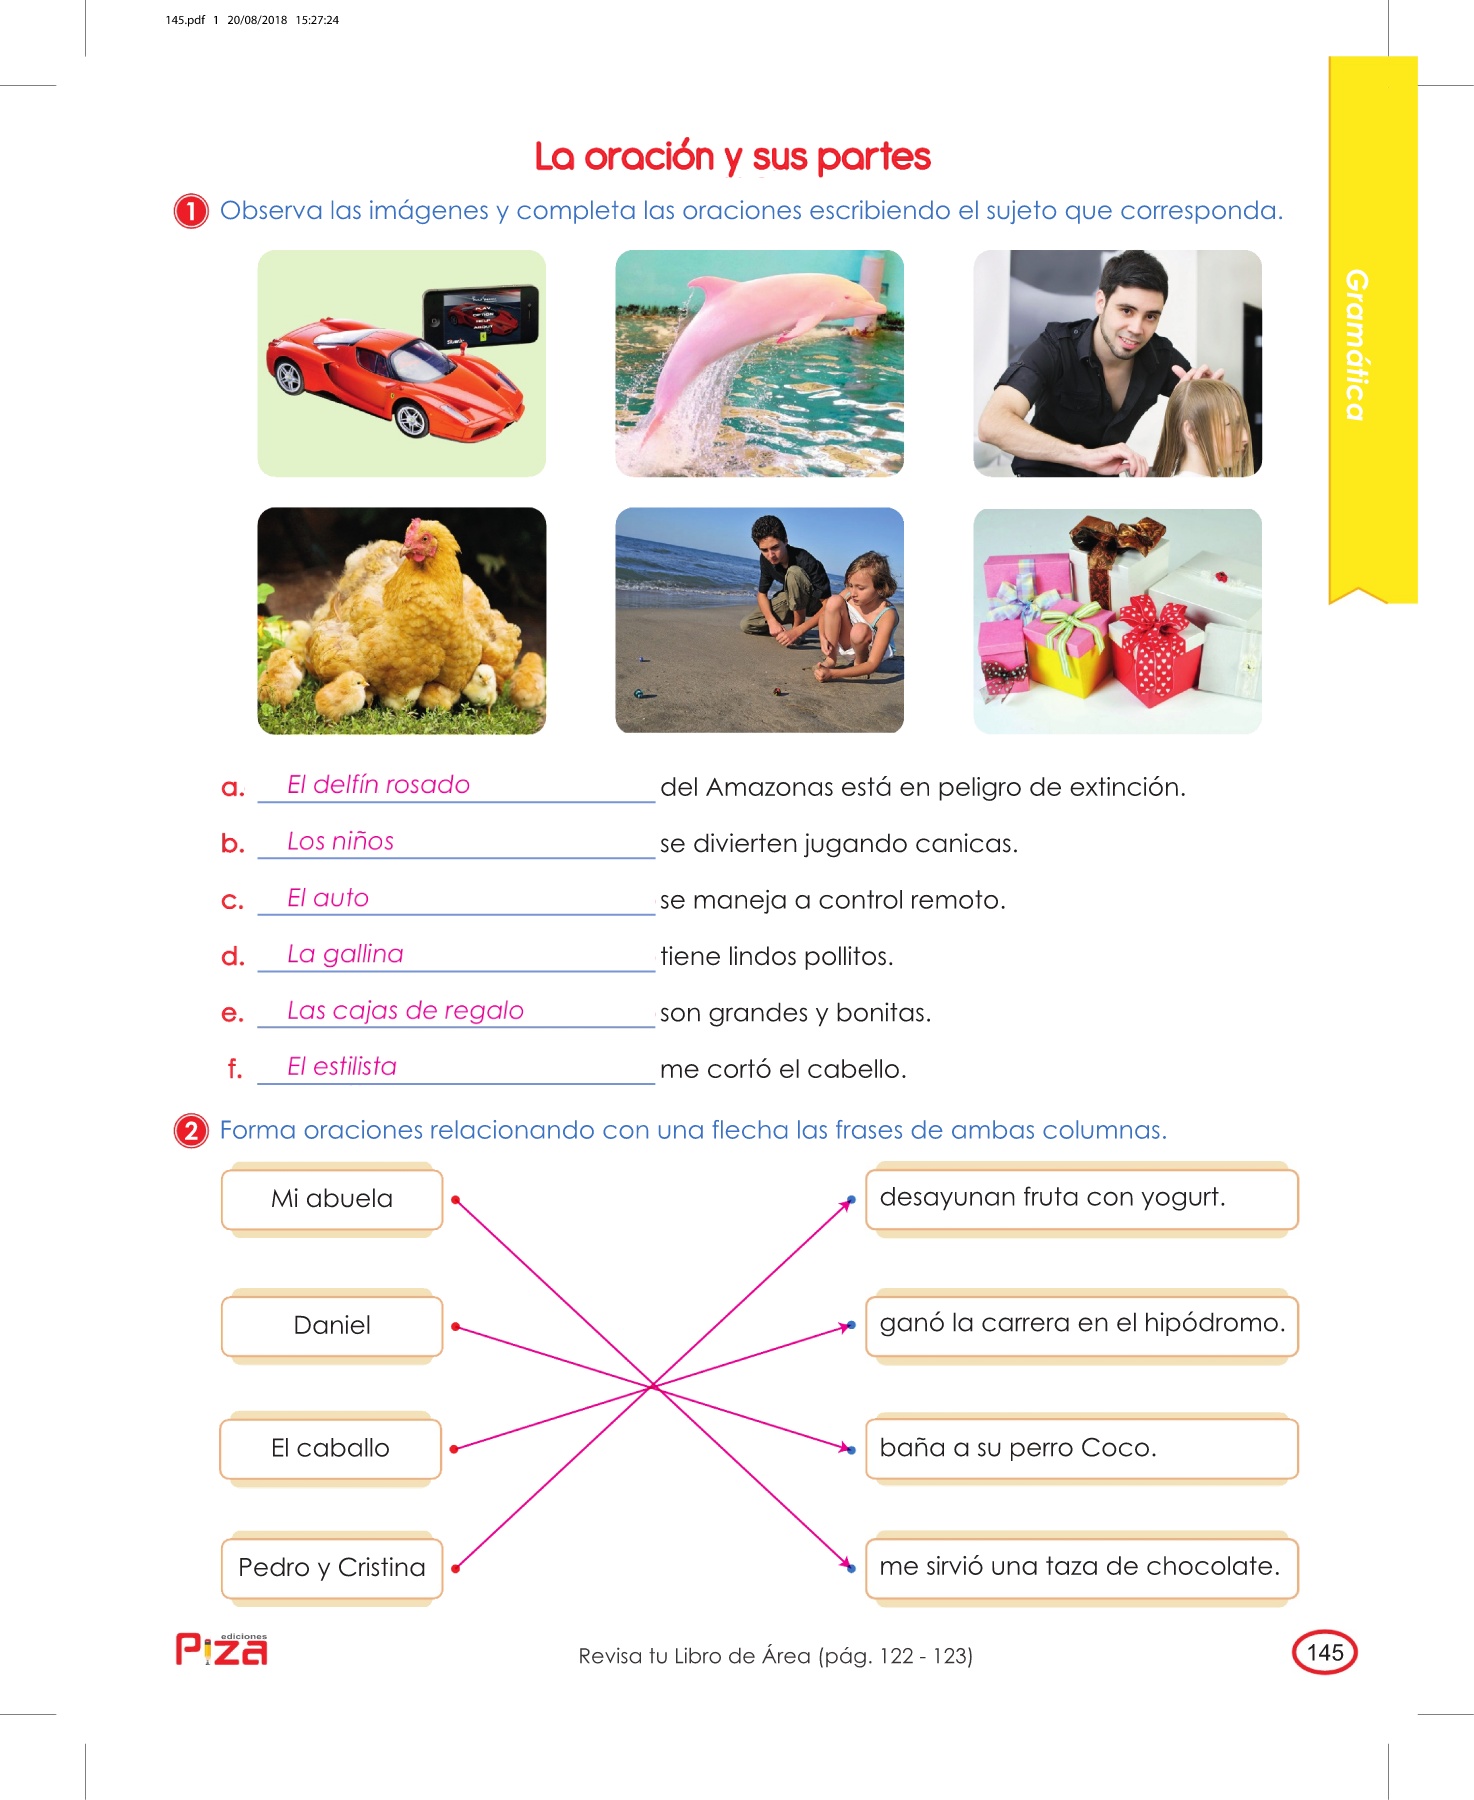 145.pdf 1 20/08/2018 15:27:24
La oración y sus partes
1 Observa las imágenes y completa las oraciones escribiendo el sujeto que corresponda.
Gramática
PLAY
OPTION
HELP
ABOUT
a. El delfín rosado del Amazonas está en peligro de extinción.
b. Los niños se divierten jugando canicas.
c. El auto se maneja a control remoto.
d. La gallina tiene lindos pollitos.
e. Las cajas de regalo son grandes y bonitas.
f. El estilista me cortó el cabello.
2 Forma oraciones relacionando con una flecha las frases de ambas columnas.
Mi abuela
desayunan fruta con yogurt.
Daniel
ganó la carrera en el hipódromo.
El caballo
baña a su perro Coco.
Pedro y Cristina
me sirvió una taza de chocolate.
ediciones
Piza
Revisa tu Libro de Área (pág. 122 - 123)
145